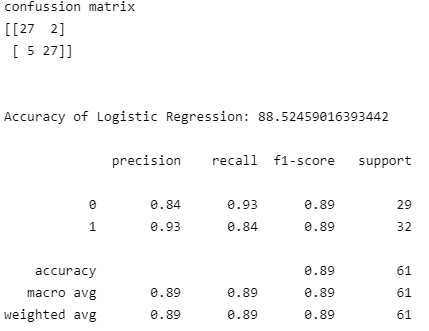 confussion matrix
[[27  2]
 [ 5 27]]
Accuracy of Logistic Regression: 88.52459016393442
precision recall f1-score support
0 0.84 0.93 0.89 29
1 0.93 0.84 0.89 32
accuracy 0.89 61
macro avg 0.89 0.89 0.89 61
weighted avg 0.89 0.89 0.89 61